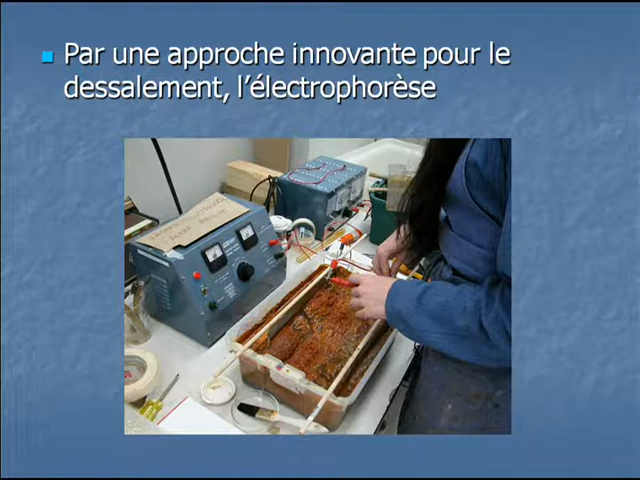 Par une approche innovante pour le
dessalement, l'électrophorèse